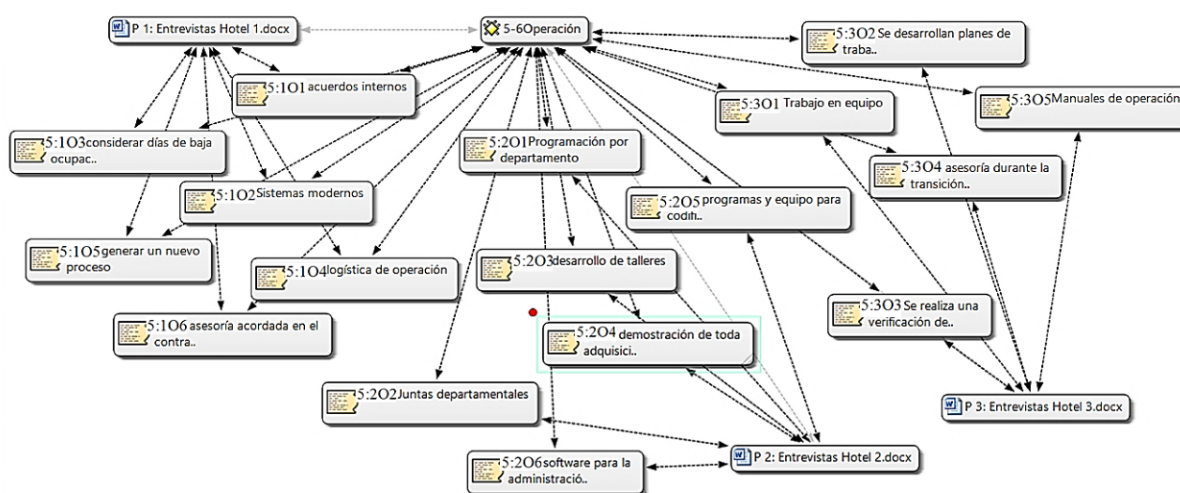 P 1: Entrevistas Hotel 1.docx
5-6Operación
5:3O2 Se desarrollan planes de
traba..
5:1O1 acuerdos internos
5:3O1 Trabajo en equipo
5:3O5Manuales de operación
5:1O3considerar días de baja
ocupac..
5:2O1Programación por
departamento
5:3O4 asesoría durante la
transición..
5:1O2Sistemas modernos
5:2O5 programas y equipo para
codifi..
5:1O5generar un nuevo
proceso
5:1O4logística de operación
5:2O3desarrollo de talleres
5:3O3 Se realiza una
verificación de..
5:1O6 asesoría acordada en el
contra..
5:2O4 demostración de toda
adquisici..
5:2O2Juntas departamentales
P 3: Entrevistas Hotel 3.docx
P 2: Entrevistas Hotel 2.docx
5:2O6software para la
administració..